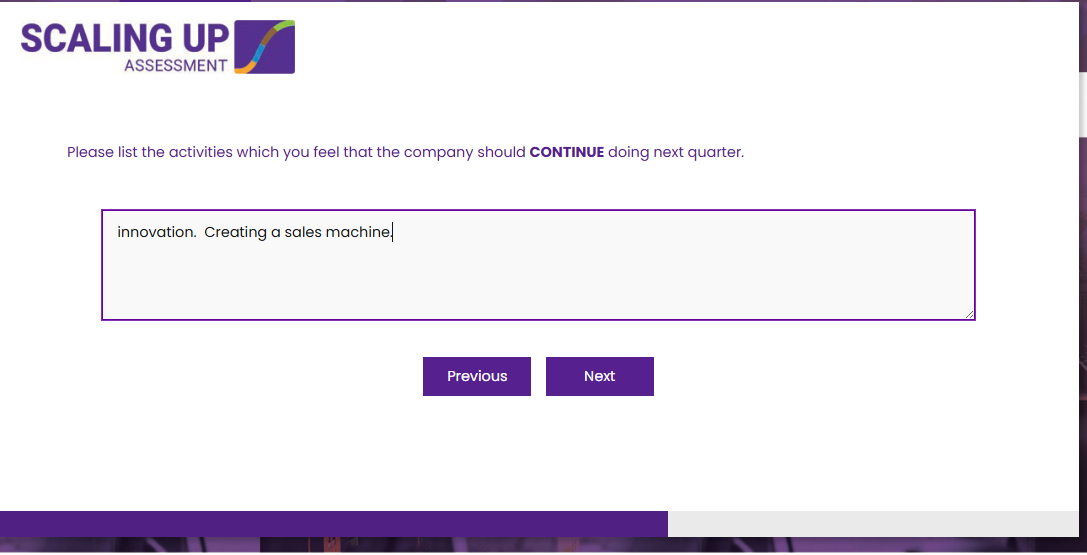 SCALING UP
ASSESSMENT
Please list the activities which you feel that the company should CONTINUE doing next quarter.
innovation.  Creating a sales machine.
Previous
Next